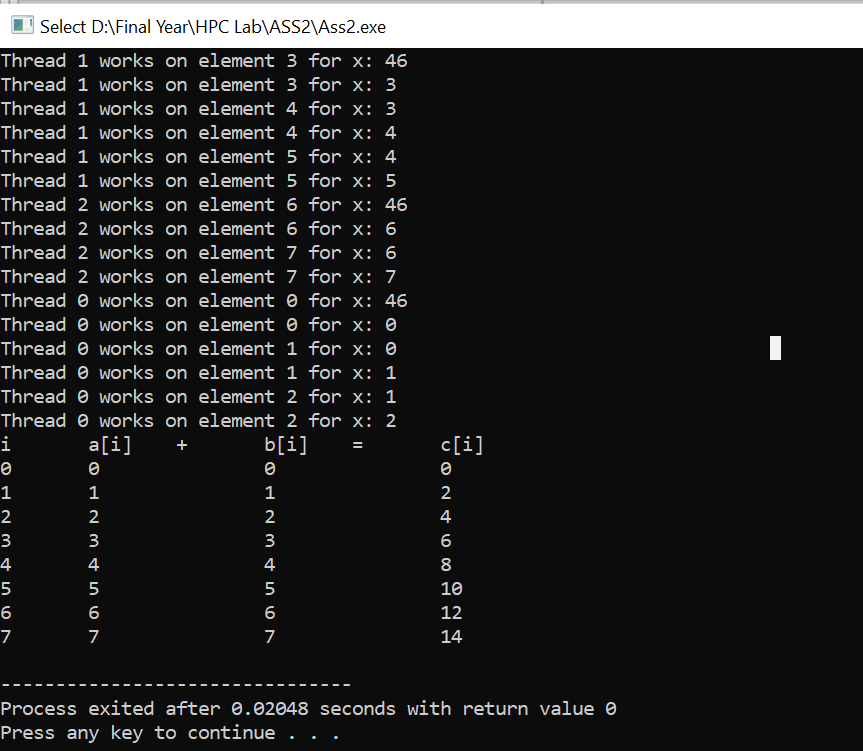 Select D:\Final Year\HPC Lab\ASS2\Ass2.exe
Thread 1 works on element 3 for x: 46
Thread 1 works on element 3 for x: 3
Thread 1 works on element 4 for x: 3
Thread 1 works on element 4 for x: 4
Thread 1 works on element 5 for x: 4
Thread 1 works on element 5 for x: 5
Thread 2 works on element 6 for x: 46
Thread 2 works on element 6 for x: 6
Thread 2 works on element 7 for x: 6
Thread 2 works on element 7 for x: 7
Thread 0 works on element 0 for x: 46
Thread 0 works on element 0 for x: 0
Thread 0 works on element 1 for x: 0
Thread 0 works on element 1 for x: 1
Thread 0 works on element 2 for x: 1
Thread 0 works on element 2 for x: 2
i       a[i]    +       b[i]    =       c[i]
0       0               0               0
1       1               1               2
2       2               2               4
3       3               3               6
4       4               4               8
5       5               5               10
6       6               6               12
7       7               7               14
--------------------------------
Process exited after 0.02048 seconds with return value 0
Press any key to continue . . .